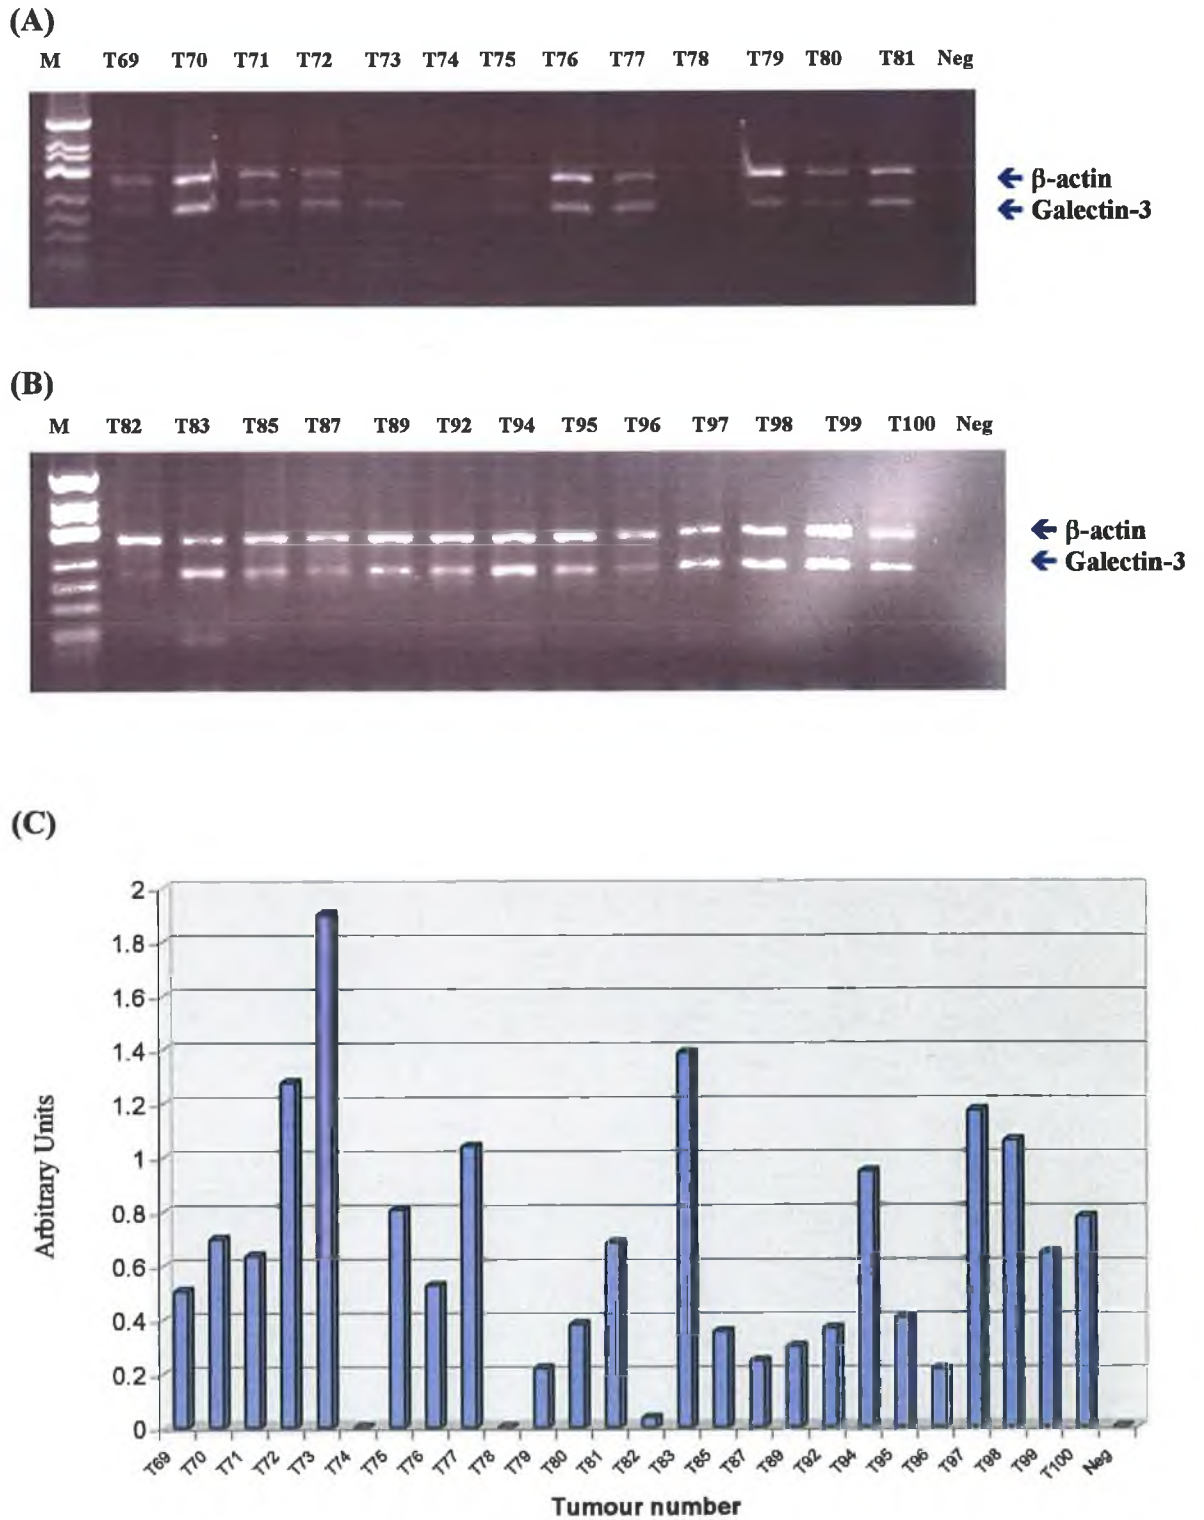 (A)
M T69 T70 T71 T72 T73 T74 T75 T76 T77 T78 T79 T80 T81 Neg
β-actin
Galectin-3
(B)
M T82 T83 T85 T87 T89 T92 T94 T95 T96 T97 T98 T99 T100 Neg
β-actin
Galectin-3
(C)
2
1.8
1.6
1.4
1.2
1
0.8
0.6
0.4
0.2
0
Arbitrary Units
T69 T70 T71 T72 T73 T74 T75 T76 T77 T78 T79 T80 T81 T82 T83 T85 T87 T89 T92 T94 T95 T96 T97 T98 T99 T100 Neg
Tumour number